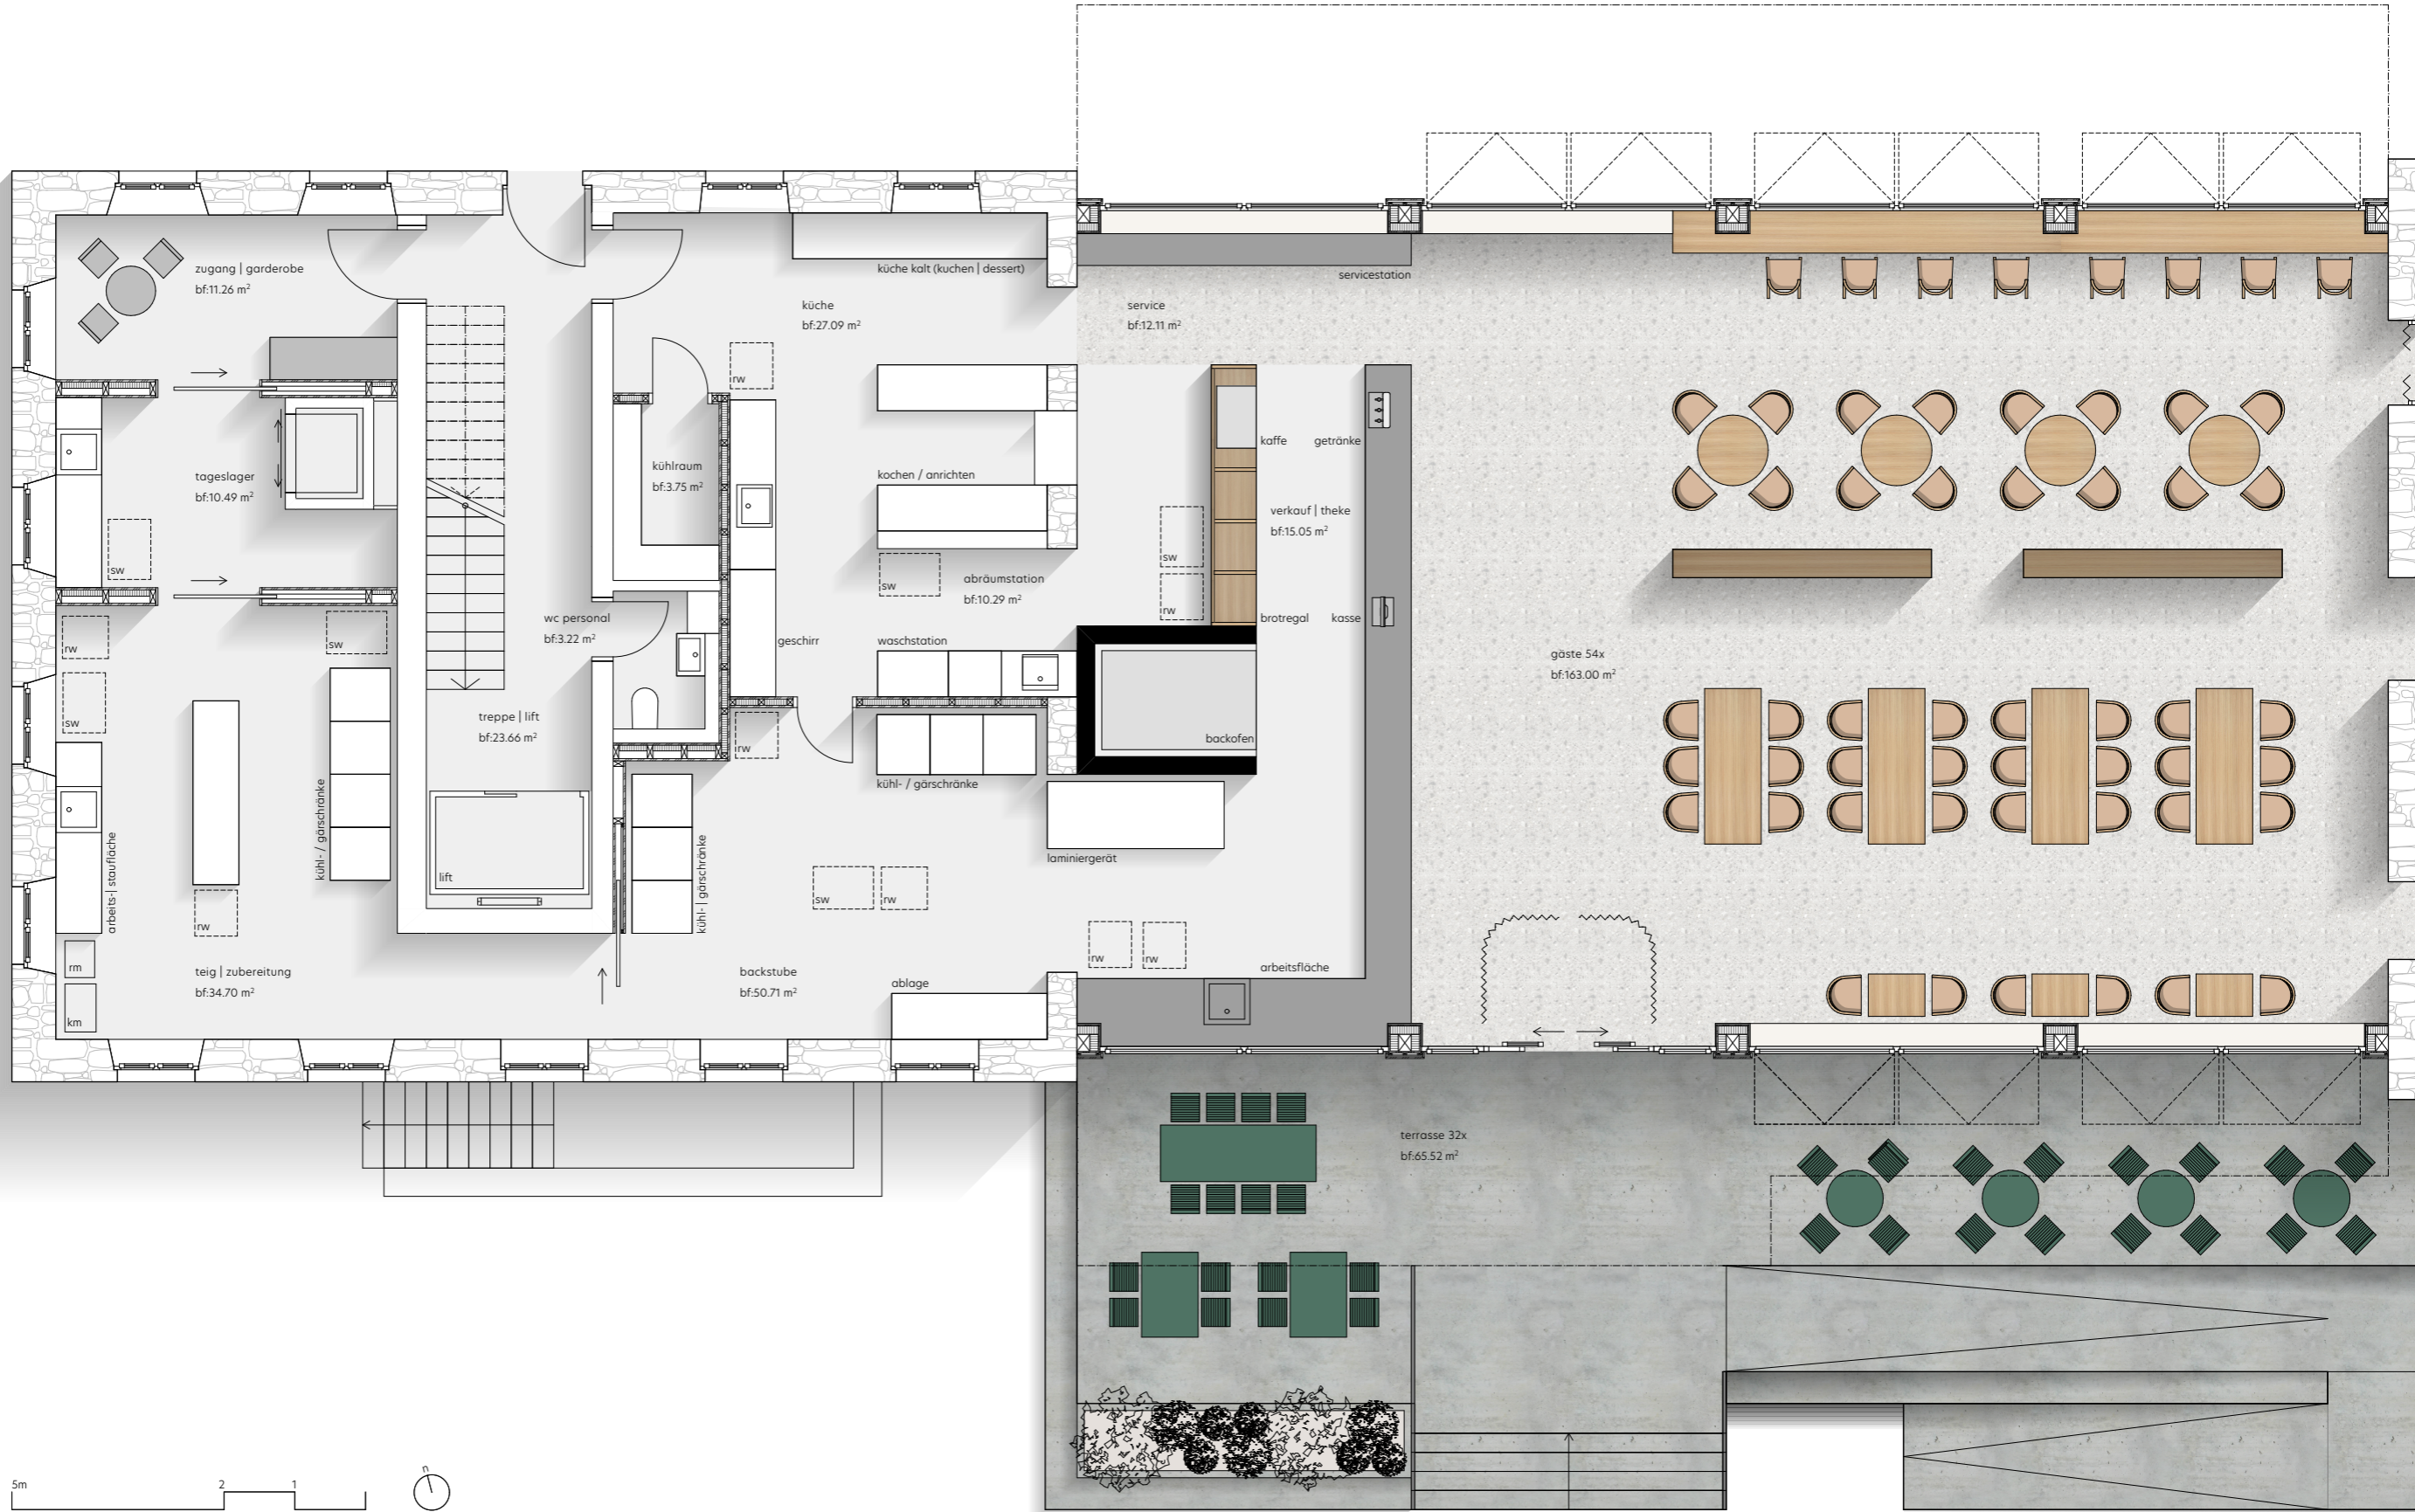 zugang | garderobe
bf:11.26 m²
küche kalt (kuchen | dessert)
servicestation
küche
bf:27.09 m²
service
bf:12.11 m²
rw
kaffe
getränke
kühlraum
bf:3.75 m²
tageslager
bf:10.49 m²
kochen / anrichten
verkauf | theke
bf:15.05 m²
sw
sw
sw
abräumstation
bf:10.29 m²
rw
brotregal
kasse
wc personal
bf:3.22 m²
geschirr
waschstation
rw
sw
gäste 54x
bf:163.00 m²
sw
treppe | lift
bf:23.66 m²
rw
backofen
kühl- / gärschränke
kühl- / gärschränke
arbeits-| staufläche
kühl- | gärschränke
laminiergerät
lift
sw
rw
rw
rm
km
teig | zubereitung
bf:34.70 m²
backstube
bf:50.71 m²
ablage
rw
rw
arbeitsfläche
terrasse 32x
bf:65.52 m²
5m
2
1
n